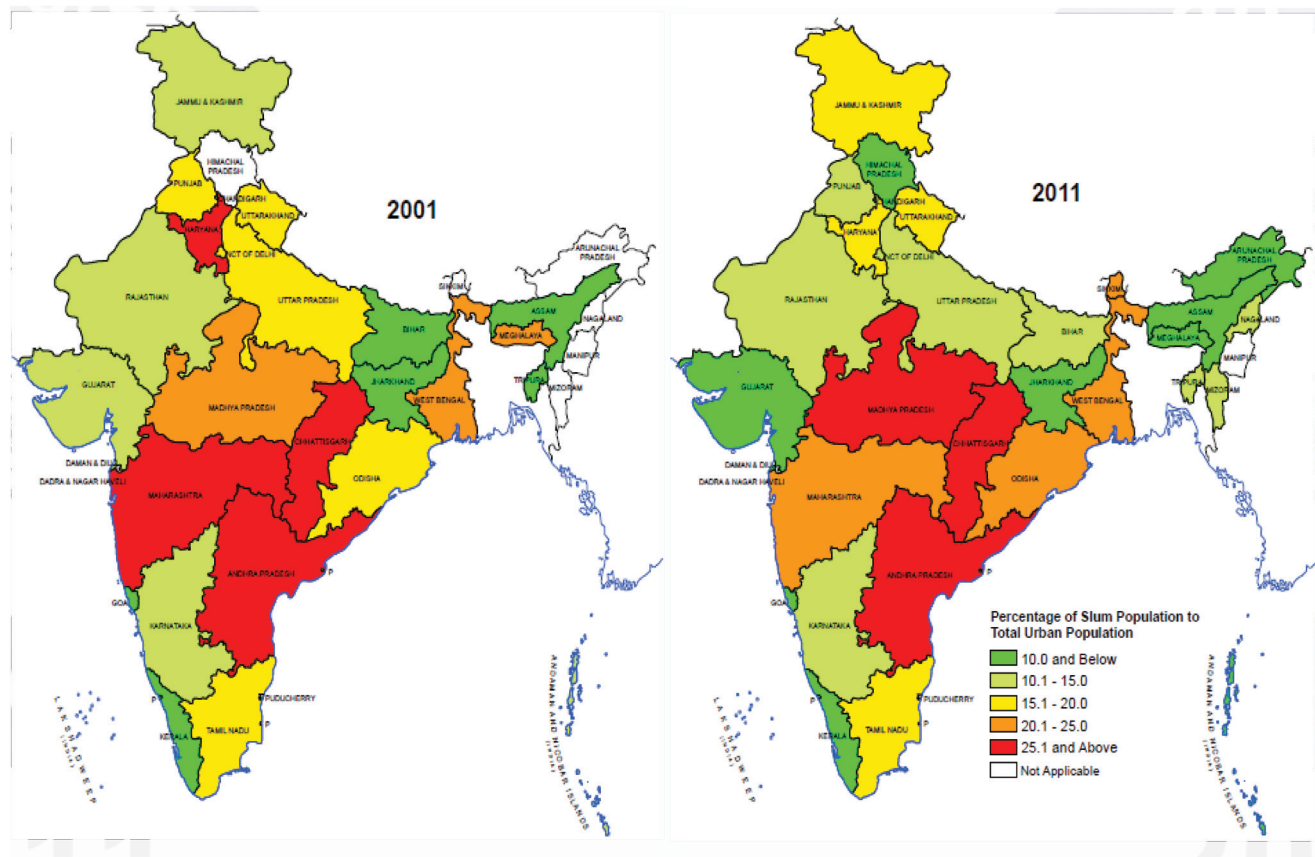 JAMMU & KASHMIR
HIMACHAL
PRADESH
PUNJAB
CHANDIGARH
UTTARAKHAND
2001
HARYANA
NCT OF DELHI
ARUNACHAL
PRADESH
RAJASTHAN
UTTAR PRADESH
SIKKIM
ASSAM
NAGALAND
BIHAR
MEGHALAYA
MANIPUR
GUJARAT
JHARKHAND
TRIPURA
MIZORAM
MADHYA PRADESH
WEST BENGAL
CHHATTISGARH
DAMAN & DIU
DADRA & NAGAR HAVELI
ODISHA
MAHARASHTRA
ANDHRA PRADESH
P
GOA
KARNATAKA
P
PUDUCHERRY
P
KERALA
TAMIL NADU
LAKSHADWEEP
(INDIA)
ANDAMAN AND NICOBAR ISLANDS
(INDIA)
JAMMU & KASHMIR
HIMACHAL
PRADESH
PUNJAB
CHANDIGARH
UTTARAKHAND
2011
HARYANA
NCT OF DELHI
ARUNACHAL
PRADESH
RAJASTHAN
UTTAR PRADESH
SIKKIM
ASSAM
NAGALAND
BIHAR
MEGHALAYA
MANIPUR
GUJARAT
JHARKHAND
TRIPURA
MIZORAM
MADHYA PRADESH
WEST BENGAL
CHHATTISGARH
DAMAN & DIU
DADRA & NAGAR HAVELI
ODISHA
MAHARASHTRA
ANDHRA PRADESH
P
GOA
KARNATAKA
P
PUDUCHERRY
P
KERALA
TAMIL NADU
LAKSHADWEEP
(INDIA)
ANDAMAN AND NICOBAR ISLANDS
(INDIA)
Percentage of Slum Population to
Total Urban Population
10.0 and Below
10.1 - 15.0
15.1 - 20.0
20.1 - 25.0
25.1 and Above
Not Applicable